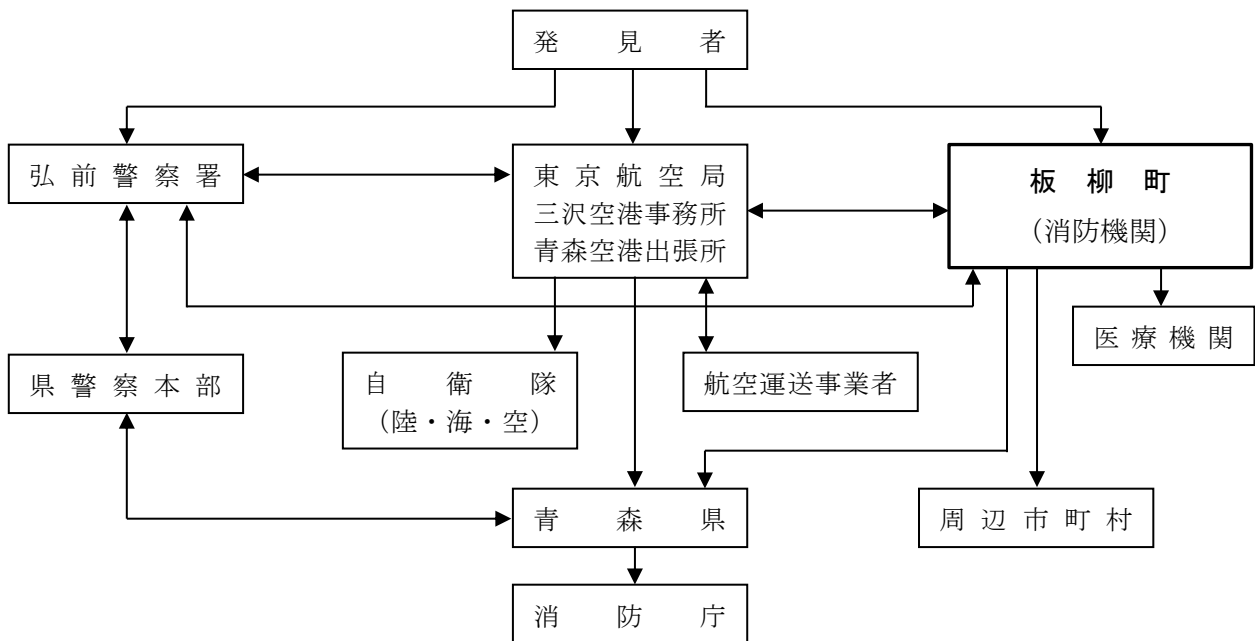 発見者
弘前警察署
東京航空局
三沢空港事務所
青森空港出張所
板柳町
（消防機関）
医療機関
県警察本部
自衛隊
（陸・海・空）
航空運送事業者
青森県
周辺市町村
消防庁